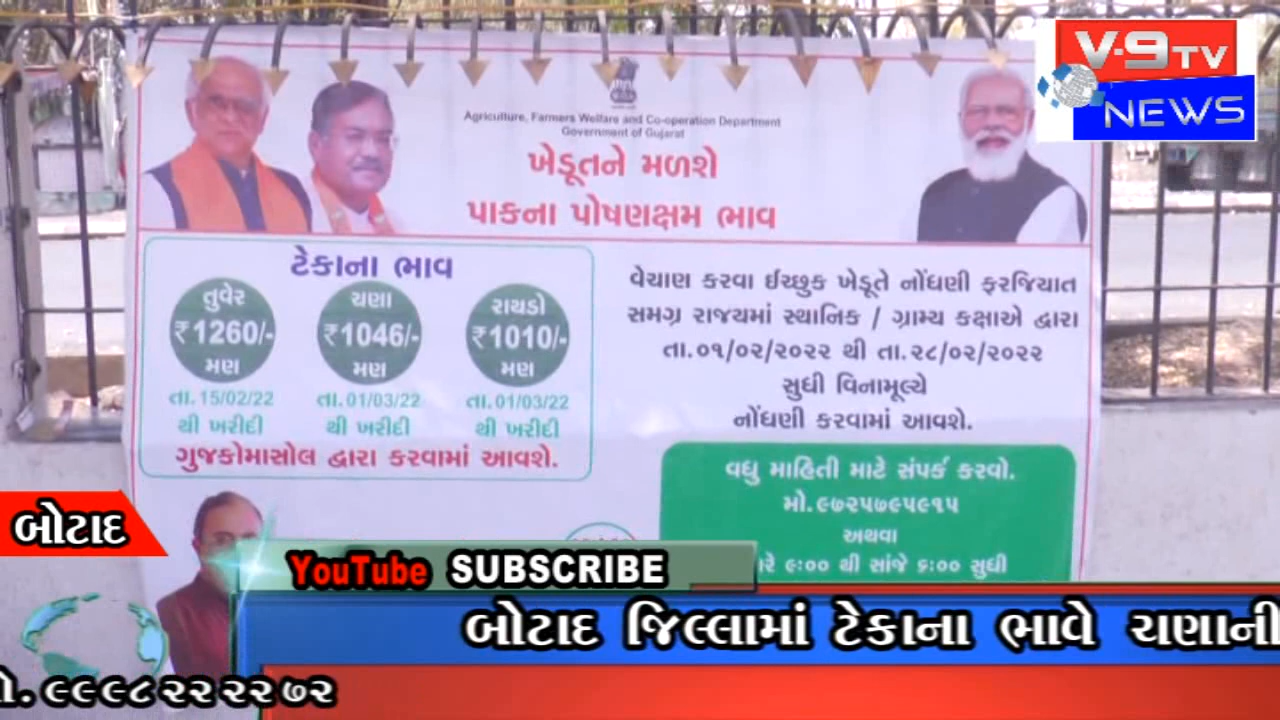 V-9 TV
NEWS
Agriculture, Farmers Welfare and Co-operation Department
Government of Gujarat
ખેડૂતને મળશે
પાકના પોષણક્ષમ ભાવ
ટેકાના ભાવ
તુવેર
₹1260/-
મણ
તા.15/02/22
થી ખરીદી
ચણા
₹1046/-
મણ
તા.01/03/22
થી ખરીદી
રાયડો
₹1010/-
મણ
તા.01/03/22
થી ખરીદી
ગુજકોમાસોલ દ્વારા કરવામાં આવશે.
વેચાણ કરવા ઈચ્છુક ખેડૂતે નોંધણી ફરજિયાત
સમગ્ર રાજયમાં સ્થાનિક / ગ્રામ્ય કક્ષાએ દ્વારા
તા.૦૧/૦૨/૨૦૨૨ થી તા.૨૮/૦૨/૨૦૨૨
સુધી વિનામૂલ્યે
નોંધણી કરવામાં આવશે.
વધુ માહિતી માટે સંપર્ક કરવો.
મો.૯૭૨૫૭૯૫૯૧૫
અથવા
૯:૦૦ થી સાંજે ૬:૦૦ સુધી
બોટાદ
YouTube SUBSCRIBE
બોટાદ જિલ્લામાં ટેકાના ભાવે ચણાની
૯૯૯૮૨૨૨૨૭૨